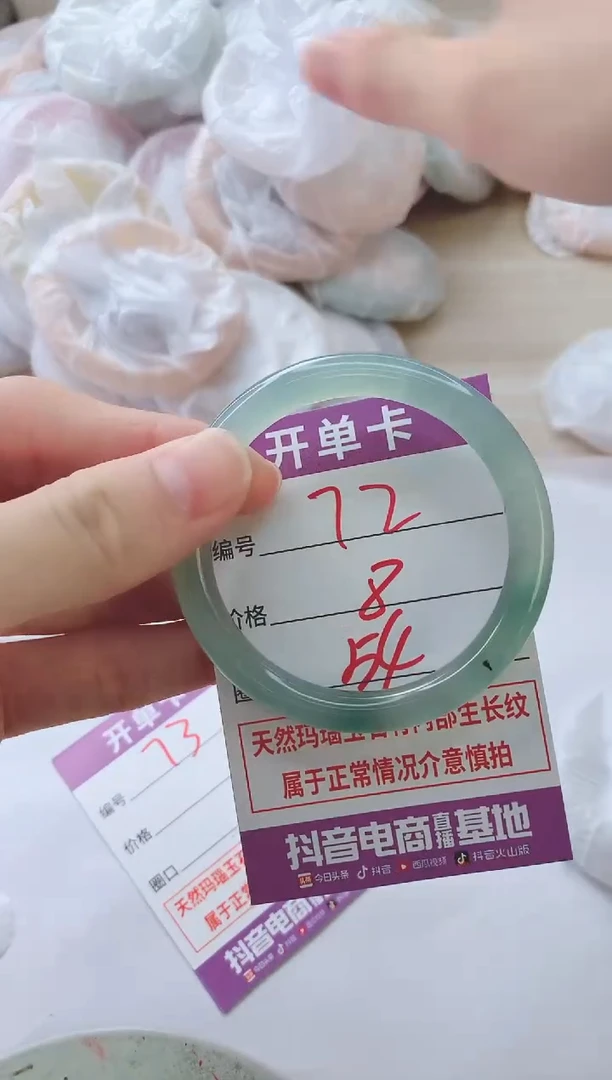 开单卡
编号 72
价格 8
54
天然玛瑙玉
部生长纹
属于正常情况介意慎拍
抖音电商直播基地
今日头条 抖音 西瓜视频 抖音火山版
开单卡
编号 73
价格
圈口
天然玛瑙玉
属于正常
抖音电商